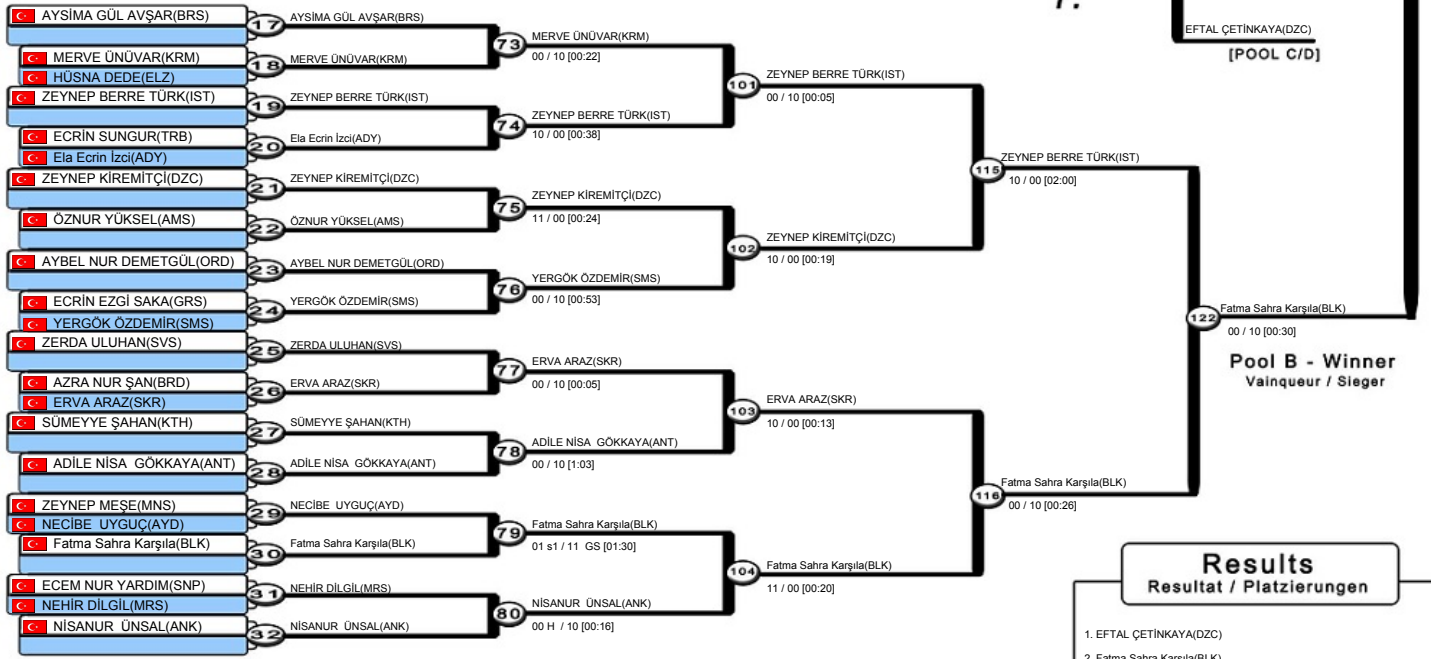 AYSİMA GÜL AVŞAR(BRS)
MERVE ÜNÜVAR(KRM)
HÜSNA DEDE(ELZ)
ZEYNEP BERRE TÜRK(IST)
ECRİN SUNGUR(TRB)
Ela Ecrin İzci(ADY)
ZEYNEP KİREMİTÇİ(DZC)
ÖZNUR YÜKSEL(AMS)
AYBEL NUR DEMETGÜL(ORD)
ECRİN EZGİ SAKA(GRS)
YERGÖK ÖZDEMİR(SMS)
ZERDA ULUHAN(SVS)
AZRA NUR ŞAN(BRD)
ERVA ARAZ(SKR)
SÜMEYYE ŞAHAN(KTH)
ADİLE NİSA  GÖKKAYA(ANT)
ZEYNEP MEŞE(MNS)
NECİBE  UYGUÇ(AYD)
Fatma Sahra Karşıla(BLK)
ECEM NUR YARDIM(SNP)
NEHİR DİLGİL(MRS)
NİSANUR  ÜNSAL(ANK)
17 AYSİMA GÜL AVŞAR(BRS)
18 MERVE ÜNÜVAR(KRM)
19 ZEYNEP BERRE TÜRK(IST)
20 Ela Ecrin İzci(ADY)
21 ZEYNEP KİREMİTÇİ(DZC)
22 ÖZNUR YÜKSEL(AMS)
23 AYBEL NUR DEMETGÜL(ORD)
24 YERGÖK ÖZDEMİR(SMS)
25 ZERDA ULUHAN(SVS)
26 ERVA ARAZ(SKR)
27 SÜMEYYE ŞAHAN(KTH)
28 ADİLE NİSA  GÖKKAYA(ANT)
29 NECİBE  UYGUÇ(AYD)
30 Fatma Sahra Karşıla(BLK)
31 NEHİR DİLGİL(MRS)
32 NİSANUR  ÜNSAL(ANK)
73 MERVE ÜNÜVAR(KRM)
00 / 10 [00:22]
74 ZEYNEP BERRE TÜRK(IST)
10 / 00 [00:38]
75 ZEYNEP KİREMİTÇİ(DZC)
11 / 00 [00:24]
76 YERGÖK ÖZDEMİR(SMS)
00 / 10 [00:53]
77 ERVA ARAZ(SKR)
00 / 10 [00:05]
78 ADİLE NİSA  GÖKKAYA(ANT)
00 / 10 [1:03]
79 Fatma Sahra Karşıla(BLK)
01 s1 / 11  GS [01:30]
80 NİSANUR  ÜNSAL(ANK)
00 H  / 10 [00:16]
101 ZEYNEP BERRE TÜRK(IST)
00 / 10 [00:05]
102 ZEYNEP KİREMİTÇİ(DZC)
10 / 00 [00:19]
103 ERVA ARAZ(SKR)
10 / 00 [00:13]
104 Fatma Sahra Karşıla(BLK)
11 / 00 [00:20]
115 ZEYNEP BERRE TÜRK(IST)
10 / 00 [02:00]
116 Fatma Sahra Karşıla(BLK)
00 / 10 [00:26]
EFTAL ÇETİNKAYA(DZC)
[POOL C/D]
122 Fatma Sahra Karşıla(BLK)
00 / 10 [00:30]
Pool B - Winner
Vainqueur / Sieger
Results
Resultat / Platzierungen
1. EFTAL ÇETİNKAYA(DZC)
2. Fatma Sahra Karşıla(BLK)